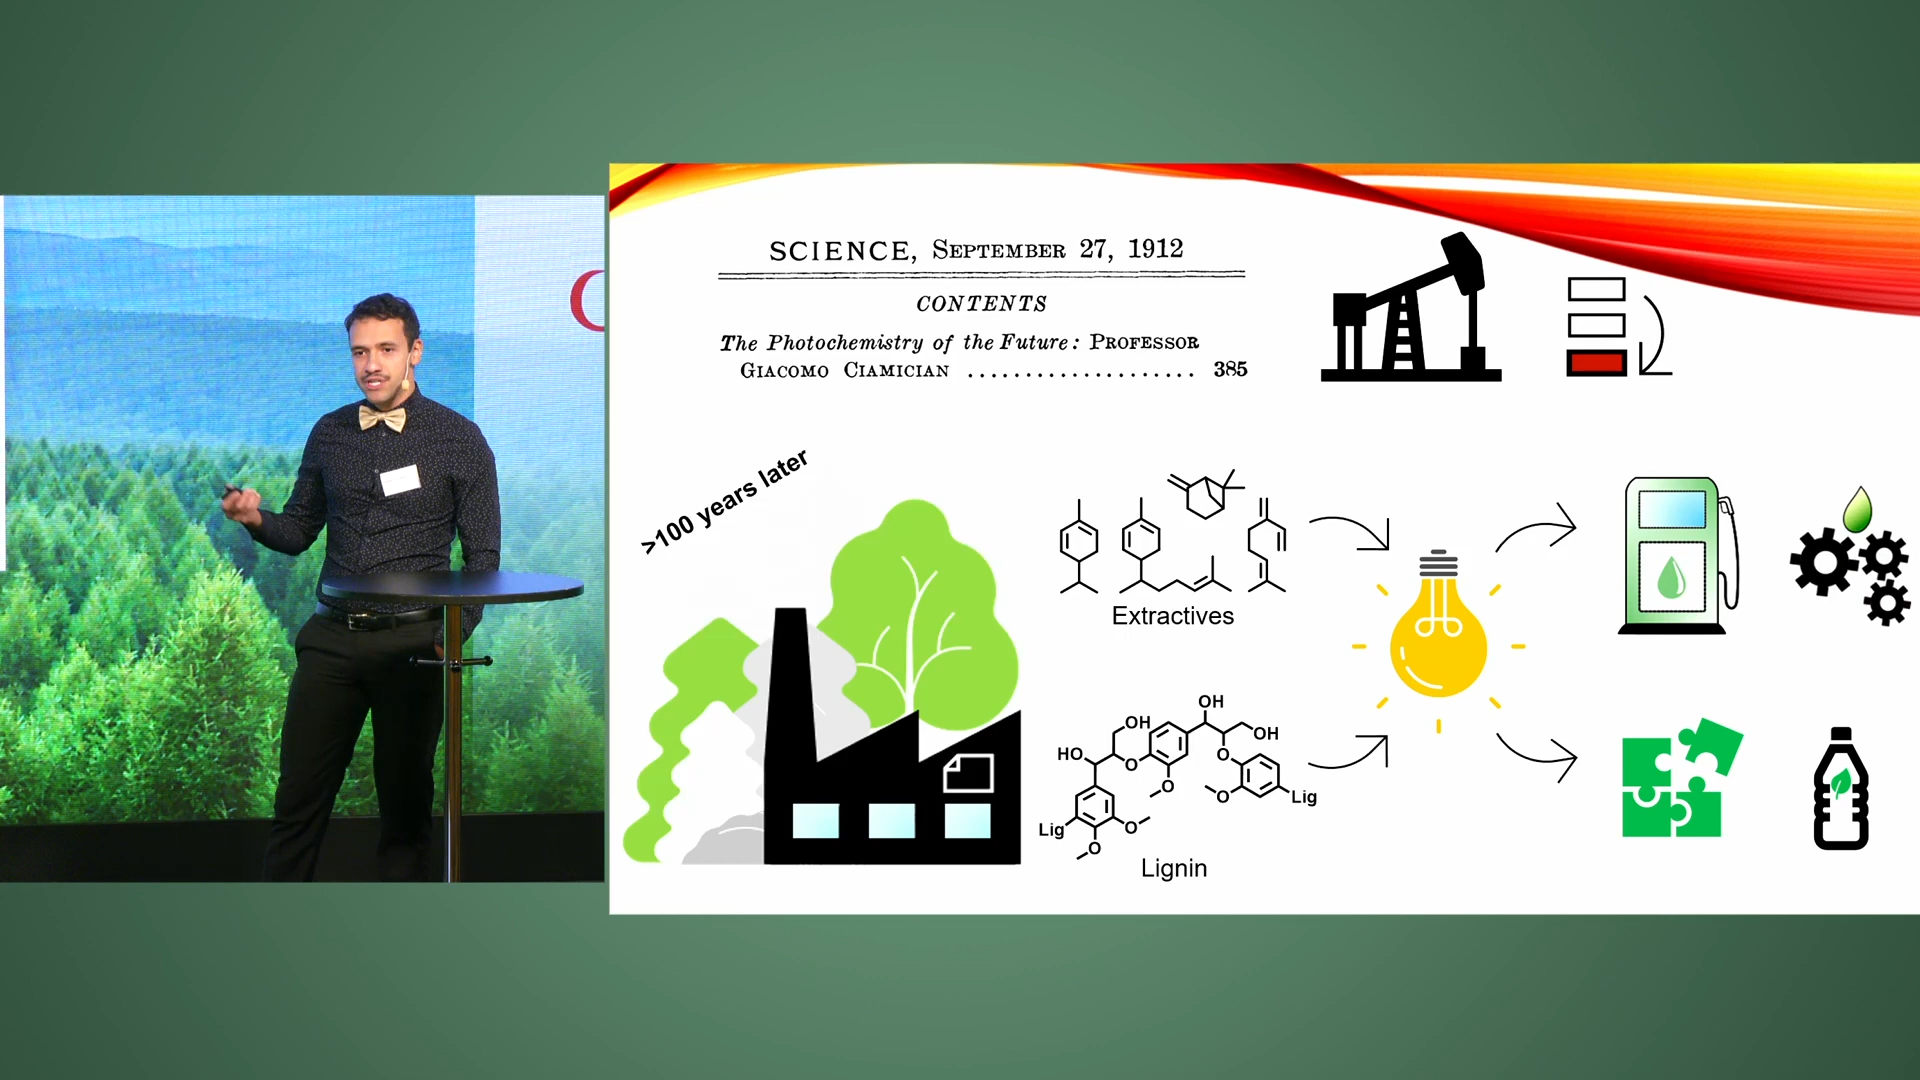 SCIENCE, SEPTEMBER 27, 1912
CONTENTS
The Photochemistry of the Future: PROFESSOR
GIACOMO CIAMICIAN .................... 385
>100 years later
Extractives
OH
OH
OH
HO
O
O
O
O
Lig
Lig
O
O
Lignin
C